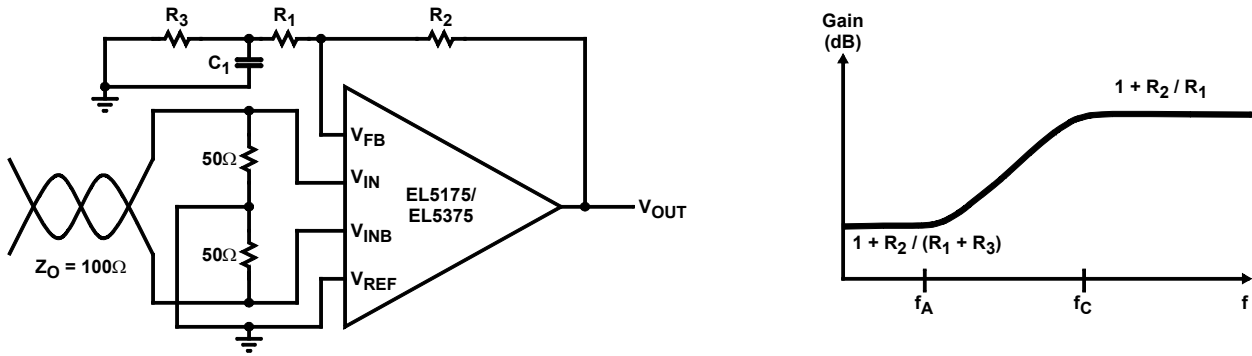 R3
R1
R2
C1
50Ω
50Ω
ZO = 100Ω
VFB
VIN
VINB
VREF
EL5175/
EL5375
VOUT
Gain
(dB)
1 + R2 / R1
1 + R2 / (R1 + R3)
fA
fC
f